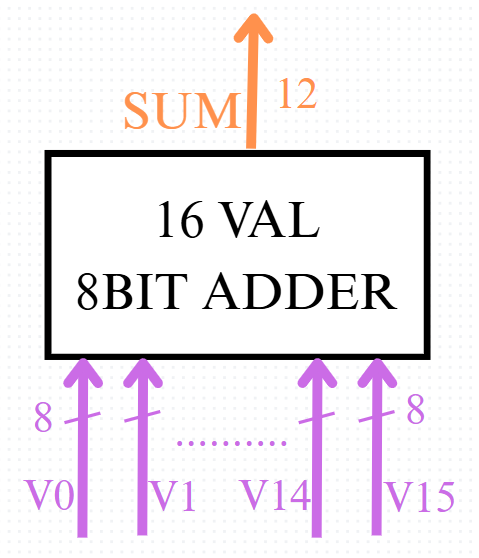 12
SUM
16 VAL
8BIT ADDER
8
8
V0 V1 .......... V14 V15